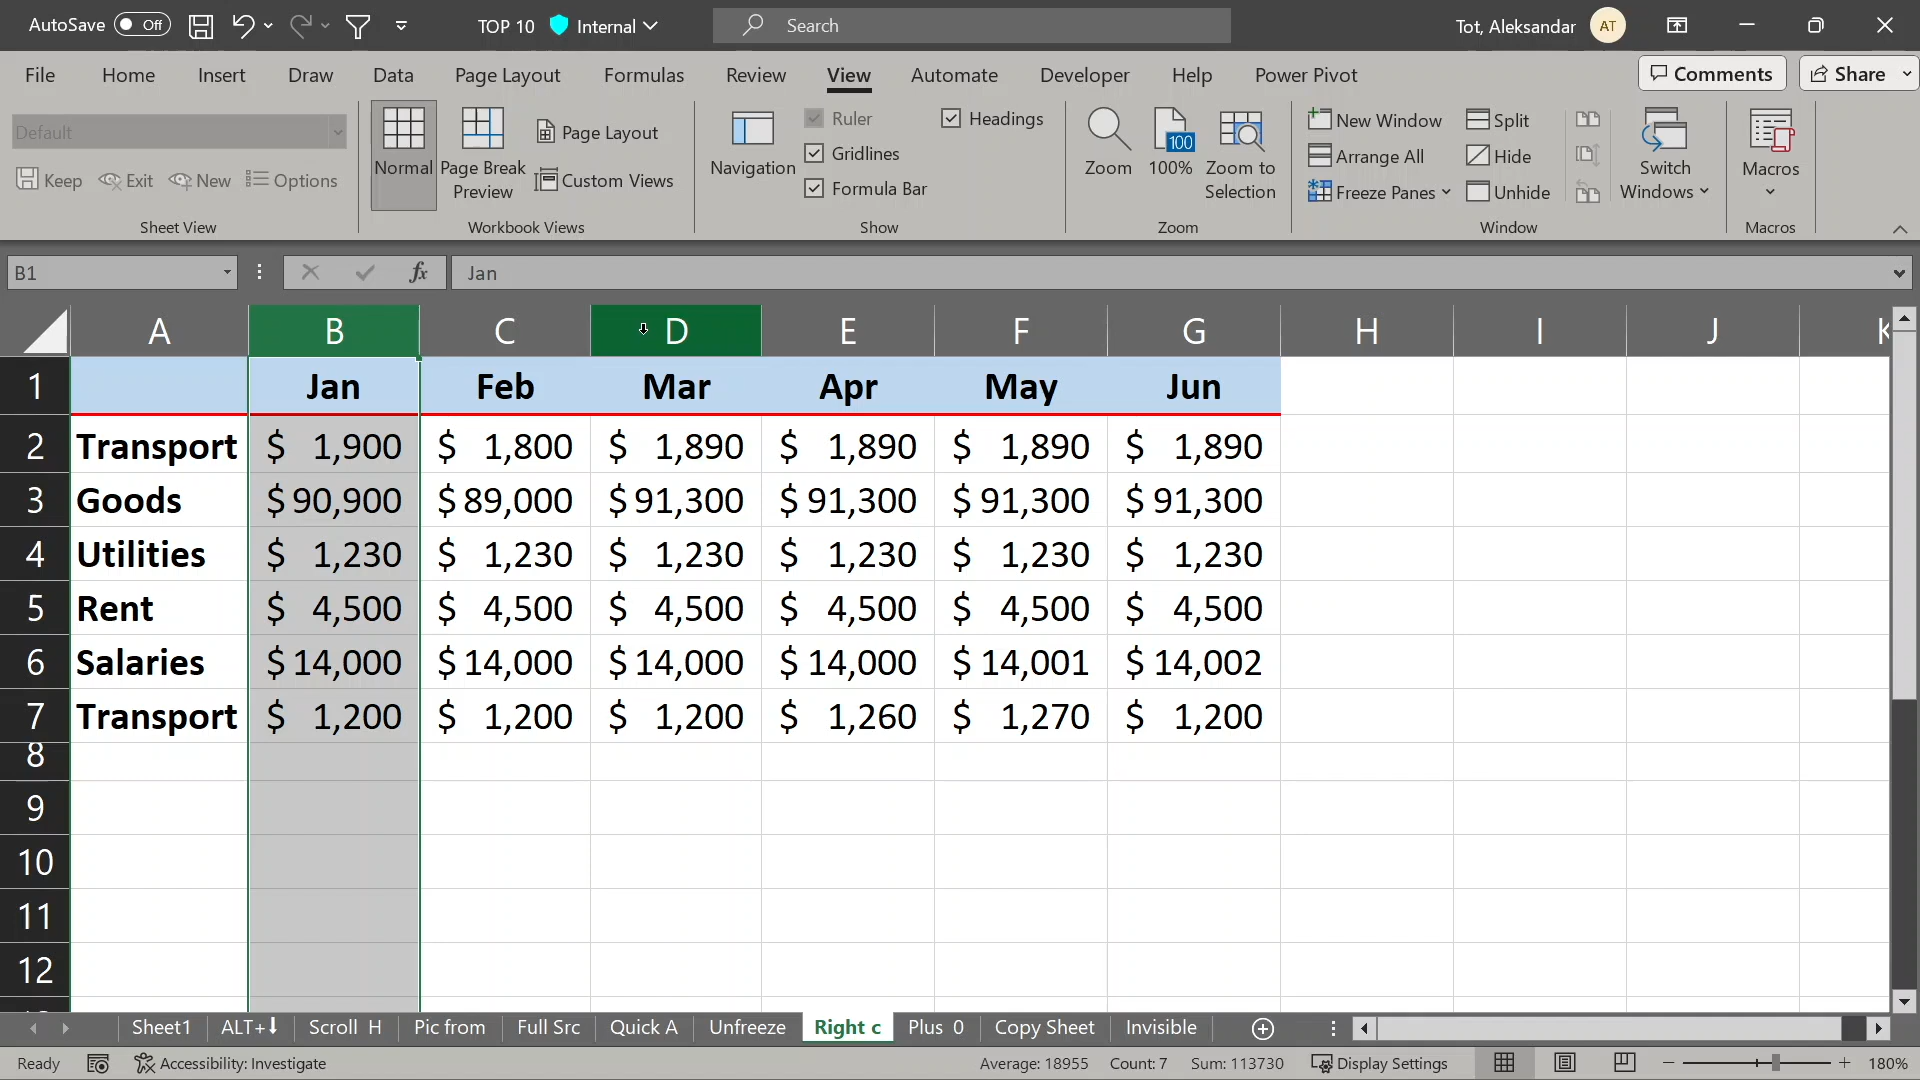 AutoSave Off TOP 10 Internal Search Tot, Aleksandar AT
File Home Insert Draw Data Page Layout Formulas Review View Automate Developer Help Power Pivot Comments Share
Default
Keep Exit New Options
Sheet View
Normal
Page Break
Preview
Page Layout
Custom Views
Workbook Views
Navigation
Ruler
Gridlines
Formula Bar
Headings
Show
Zoom
100
100%
Zoom to
Selection
Zoom
New Window
Arrange All
Freeze Panes
Split
Hide
Unhide
Switch
Windows
Window
Macros
Macros
B1 fx Jan
A B C D E F G H I J
1 Jan Feb Mar Apr May Jun
2 Transport $ 1,900 $ 1,800 $ 1,890 $ 1,890 $ 1,890 $ 1,890
3 Goods $ 90,900 $ 89,000 $ 91,300 $ 91,300 $ 91,300 $ 91,300
4 Utilities $ 1,230 $ 1,230 $ 1,230 $ 1,230 $ 1,230 $ 1,230
5 Rent $ 4,500 $ 4,500 $ 4,500 $ 4,500 $ 4,500 $ 4,500
6 Salaries $ 14,000 $ 14,000 $ 14,000 $ 14,000 $ 14,001 $ 14,002
7 Transport $ 1,200 $ 1,200 $ 1,200 $ 1,260 $ 1,270 $ 1,200
8
9
10
11
12
Sheet1 ALT+↓ Scroll H Pic from Full Src Quick A Unfreeze Right c Plus 0 Copy Sheet Invisible
Ready Accessibility: Investigate Average: 18955 Count: 7 Sum: 113730 Display Settings 180%